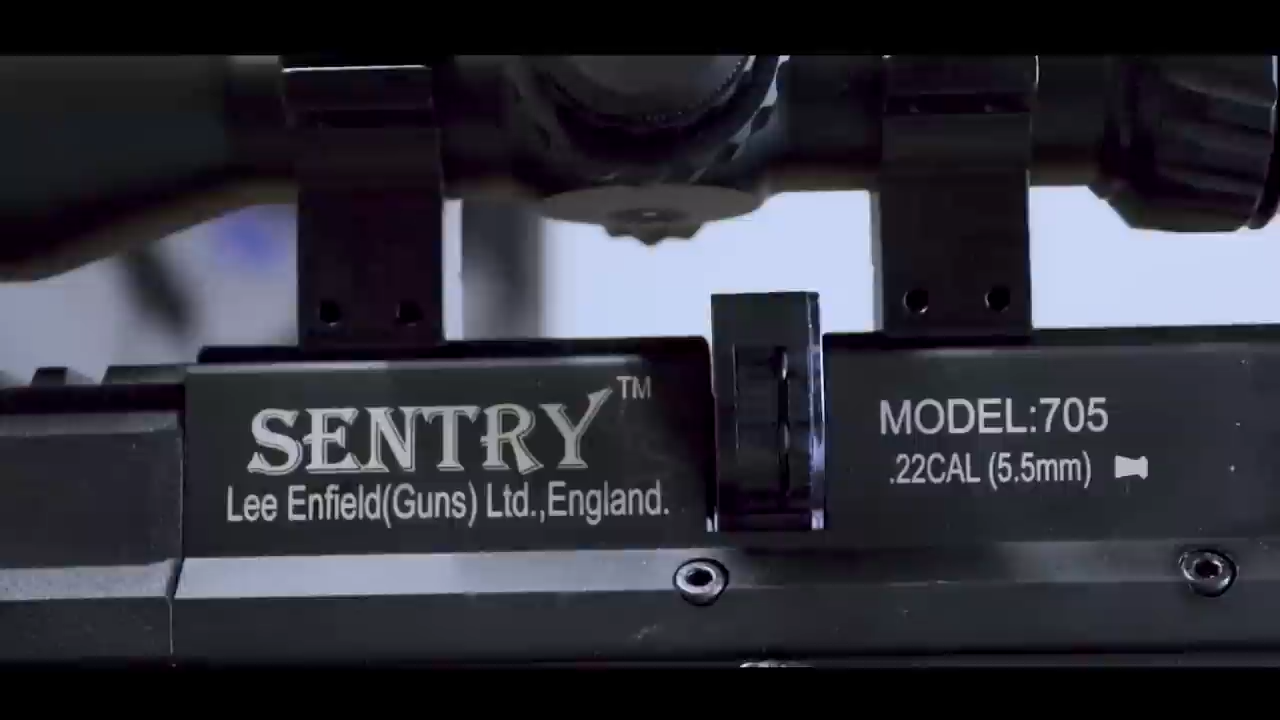 SENTRY™
Lee Enfield(Guns) Ltd.,England.
MODEL:705
.22CAL (5.5mm)